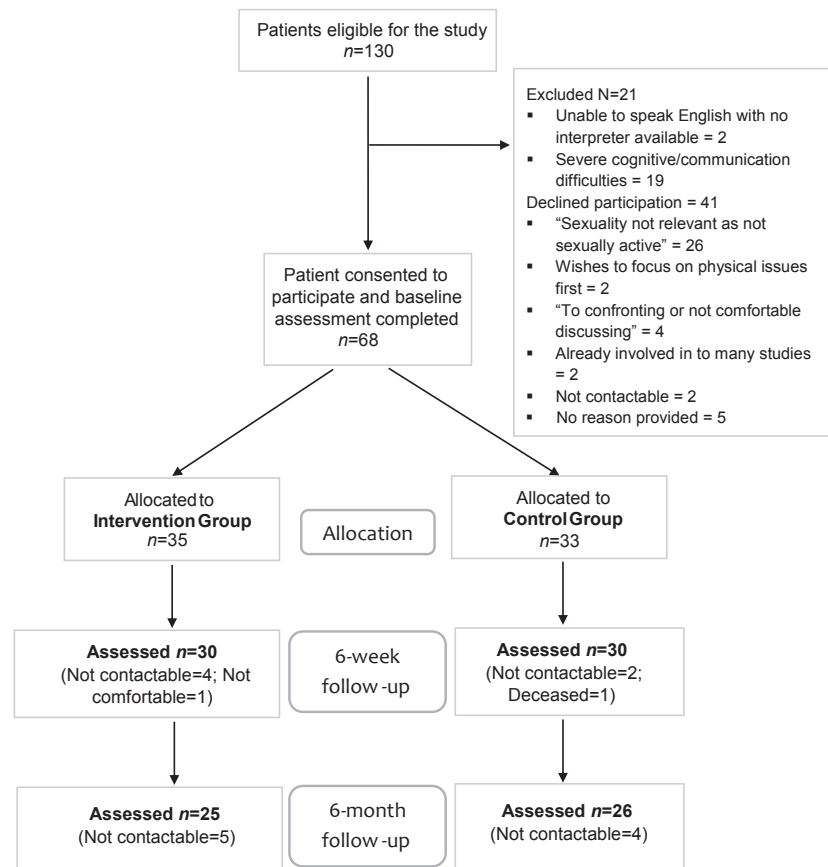 Patients eligible for the study
n=130
Excluded N=21
▪ Unable to speak English with no
interpreter available = 2
▪ Severe cognitive/communication
difficulties = 19
Declined participation = 41
▪ “Sexuality not relevant as not
sexually active” = 26
▪ Wishes to focus on physical issues
first = 2
▪ “To confronting or not comfortable
discussing” = 4
▪ Already involved in to many studies
= 2
▪ Not contactable = 2
▪ No reason provided = 5
Patient consented to
participate and baseline
assessment completed
n=68
Allocated to
Intervention Group
n=35
Allocation
Allocated to
Control Group
n=33
Assessed n=30
(Not contactable=4; Not
comfortable=1)
6-week
follow-up
Assessed n=30
(Not contactable=2;
Deceased=1)
Assessed n=25
(Not contactable=5)
6-month
follow-up
Assessed n=26
(Not contactable=4)